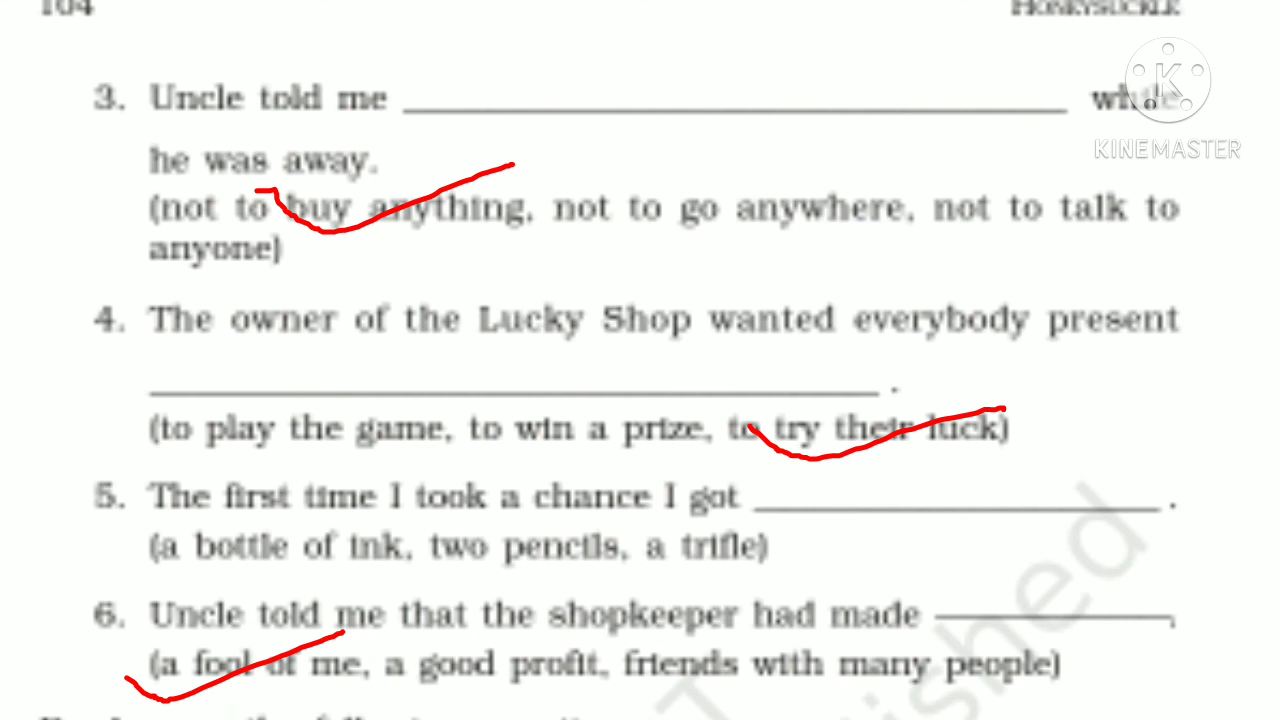 104 HONEYSUCKLE
3. Uncle told me ______ while
he was away.
(not to buy anything, not to go anywhere, not to talk to
anyone)
4. The owner of the Lucky Shop wanted everybody present
______ .
(to play the game, to win a prize, to try their luck)
5. The first time I took a chance I got ______ .
(a bottle of ink, two pencils, a trifle)
6. Uncle told me that the shopkeeper had made ______,
(a fool of me, a good profit, friends with many people)
K
KINEMASTER